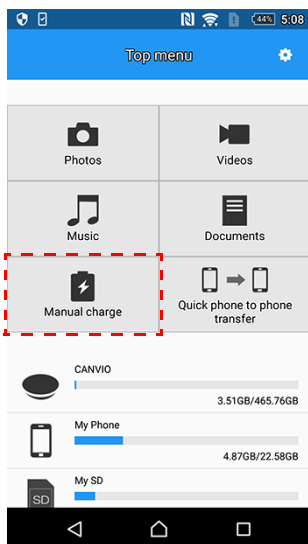 44% 5:08
Top menu
Photos
Videos
Music
Documents
Manual charge
Quick phone to phone
transfer
CANVIO
3.51GB/465.76GB
My Phone
4.87GB/22.58GB
My SD
SD